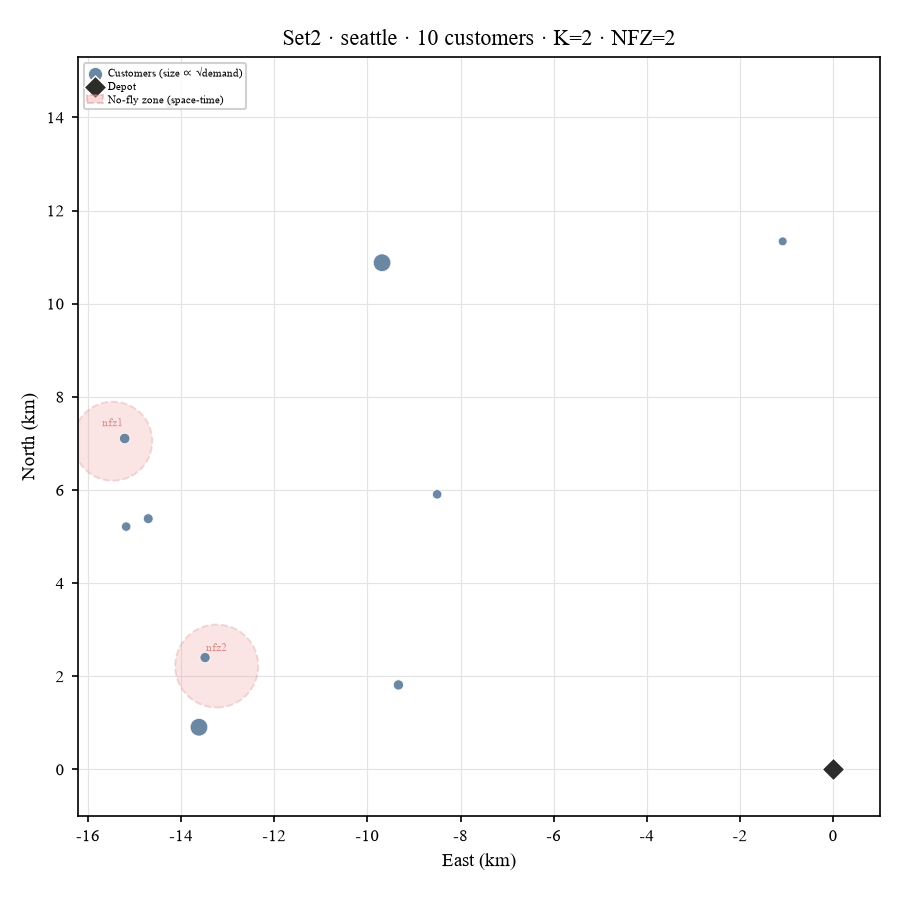 Set2 · seattle · 10 customers · K=2 · NFZ=2
Customers (size ∝ √demand)
Depot
No-fly zone (space-time)
14
12
10
8
6
4
2
0
North (km)
nfz1
nfz2
-16 -14 -12 -10 -8 -6 -4 -2 0
East (km)